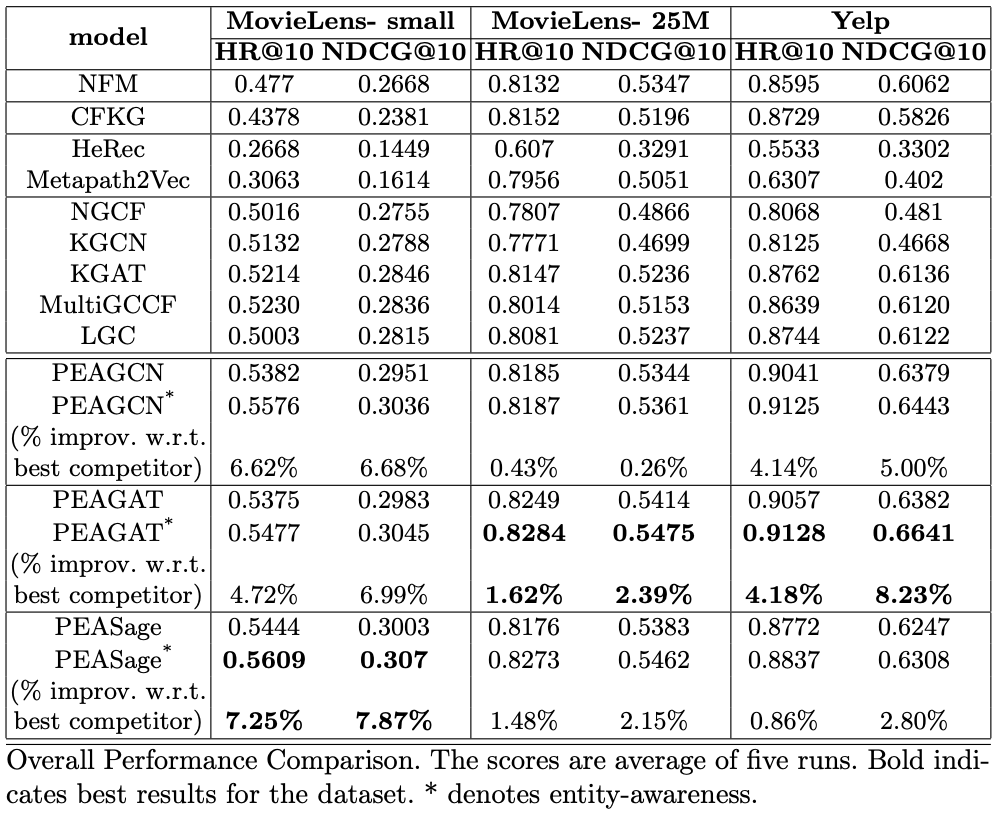 model MovieLens- small MovieLens- 25M Yelp
HR@10 NDCG@10 HR@10 NDCG@10 HR@10 NDCG@10
NFM 0.477 0.2668 0.8132 0.5347 0.8595 0.6062
CFKG 0.4378 0.2381 0.8152 0.5196 0.8729 0.5826
HeRec 0.2668 0.1449 0.607 0.3291 0.5533 0.3302
Metapath2Vec 0.3063 0.1614 0.7956 0.5051 0.6307 0.402
NGCF 0.5016 0.2755 0.7807 0.4866 0.8068 0.481
KGCN 0.5132 0.2788 0.7771 0.4699 0.8125 0.4668
KGAT 0.5214 0.2846 0.8147 0.5236 0.8762 0.6136
MultiGCCF 0.5230 0.2836 0.8014 0.5153 0.8639 0.6120
LGC 0.5003 0.2815 0.8081 0.5237 0.8744 0.6122
PEAGCN 0.5382 0.2951 0.8185 0.5344 0.9041 0.6379
PEAGCN* 0.5576 0.3036 0.8187 0.5361 0.9125 0.6443
(% improv. w.r.t.
best competitor) 6.62% 6.68% 0.43% 0.26% 4.14% 5.00%
PEAGAT 0.5375 0.2983 0.8249 0.5414 0.9057 0.6382
PEAGAT* 0.5477 0.3045 0.8284 0.5475 0.9128 0.6641
(% improv. w.r.t.
best competitor) 4.72% 6.99% 1.62% 2.39% 4.18% 8.23%
PEASage 0.5444 0.3003 0.8176 0.5383 0.8772 0.6247
PEASage* 0.5609 0.307 0.8273 0.5462 0.8837 0.6308
(% improv. w.r.t.
best competitor) 7.25% 7.87% 1.48% 2.15% 0.86% 2.80%
Overall Performance Comparison. The scores are average of five runs. Bold indi-
cates best results for the dataset. * denotes entity-awareness.